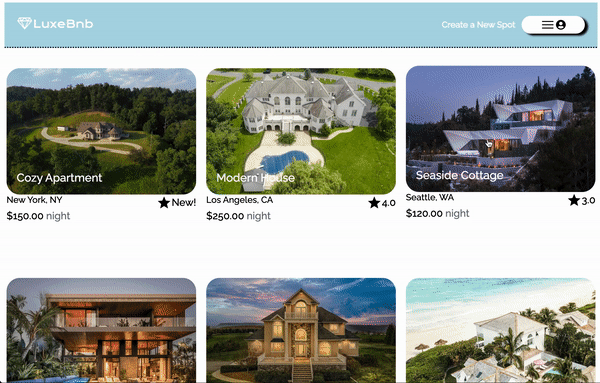 LuxeBnb
Create a New Spot
Cozy Apartment
Modern House
Seaside Cottage
New York, NY
New!
$150.00 night
Los Angeles, CA
4.0
$250.00 night
Seattle, WA
3.0
$120.00 night